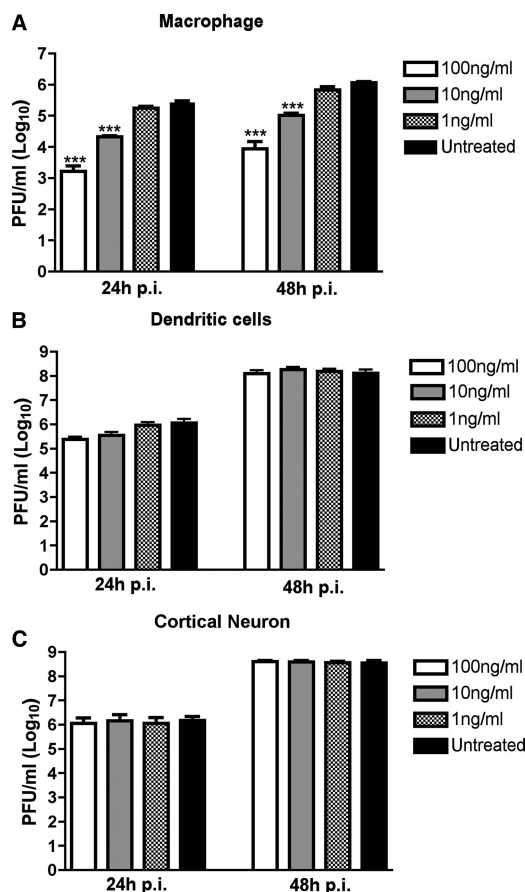 A
Macrophage
PFU/ml (Log10)
7
6
5
4
3
2
1
0
***
***
***
***
24h p.i.
48h p.i.
100ng/ml
10ng/ml
1ng/ml
Untreated
B
Dendritic cells
PFU/ml (Log10)
9
8
7
6
5
4
3
2
1
0
24h p.i.
48h p.i.
100ng/ml
10ng/ml
1ng/ml
Untreated
C
Cortical Neuron
PFU/ml (Log10)
9
8
7
6
5
4
3
2
1
0
24h p.i.
48h p.i.
100ng/ml
10ng/ml
1ng/ml
Untreated